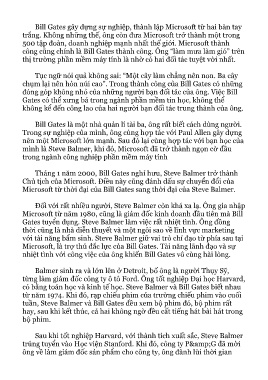 Bill Gates gây dựng sự nghiệp, thành lập Microsoft từ hai bàn tay
trắng. Không những thế, ông còn đưa Microsoft trở thành một trong
500 tập đoàn, doanh nghiệp mạnh nhất thế giới. Microsoft thành
công cũng chính là Bill Gates thành công. Ông “làm mưa làm gió” trên
thị trường phần mềm máy tính là nhờ có hai đối tác tuyệt vời nhất.
Tục ngữ nói quả không sai: “Một cây làm chẳng nên non. Ba cây
chụm lại nên hòn núi cao”. Trong thành công của Bill Gates có những
đóng góp không nhỏ của những người bạn đối tác của ông. Việc Bill
Gates có thể xưng bá trong ngành phần mềm tin học, không thể
không kể đến công lao của hai người bạn đối tác trung thành của ông.
Bill Gates là một nhà quản lí tài ba, ông rất biết cách dùng người.
Trong sự nghiệp của mình, ông cùng hợp tác với Paul Allen gây dựng
nên một Microsoft lớn mạnh. Sau đó lại cùng hợp tác với bạn học của
mình là Steve Balmer, khi đó, Microsoft đã trở thành ngọn cờ đầu
trong ngành công nghiệp phần mềm máy tính
Tháng 1 năm 2000, Bill Gates nghỉ hưu, Steve Balmer trở thành
Chủ tịch của Microsoft. Điều này cũng đánh dấu sự chuyển đổi của
Microsoft từ thời đại của Bill Gates sang thời đại của Steve Balmer.
Đối với rất nhiều người, Steve Balmer còn khá xa lạ. Ông gia nhập
Microsoft từ năm 1980, cũng là giám đốc kinh doanh đầu tiên mà Bill
Gates tuyển dụng. Steve Balmer làm việc rất nhiệt tình. Ông đồng
thời cũng là nhà diễn thuyết và một ngôi sao về lĩnh vực marketing
với tài năng bẩm sinh. Steve Balmer giữ vai trò chỉ đạo từ phía sau tại
Microsoft, là trụ thủ đắc lực của Bill Gates. Tài năng lãnh đạo và sự
nhiệt tình với công việc của ông khiến Bill Gates vô cùng hài lòng.
Balmer sinh ra và lớn lên ở Detroit, bố ông là người Thụy Sỹ,
từng làm giám đốc công ty ô tô Ford. Ông tốt nghiệp Đại học Harvard,
có bằng toán học và kinh tế học. Steve Balmer và Bill Gates biết nhau
từ năm 1974. Khi đó, rạp chiếu phim của trường chiếu phim vào cuối
tuần, Steve Balmer và Bill Gates đều xem bộ phim đó, bộ phim rất
hay, sau khi kết thúc, cả hai không ngờ đều cất tiếng hát bài hát trong
bộ phim.
Sau khi tốt nghiệp Harvard, với thành tích xuất sắc, Steve Balmer
trúng tuyển vào Học viện Stanford. Khi đó, công ty P&amp;G đã mời
ông về làm giám đốc sản phẩm cho công ty, ông đành lùi thời gian